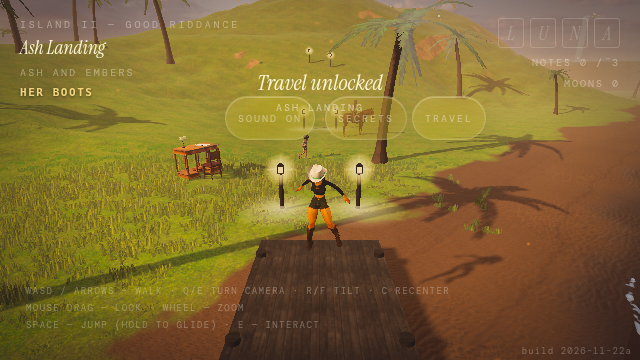 ISLAND II — GOOD RIDDANCE
Ash Landing
ASH AND EMBERS
HER BOOTS
L U N A
NOTES 0 / 3
MOONS 0
Travel unlocked
ASH LANDING
SOUND ON
SECRETS
TRAVEL
WASD / ARROWS — WALK · Q/E TURN CAMERA · R/F TILT · C RECENTER
MOUSE DRAG — LOOK · WHEEL — ZOOM
SPACE — JUMP (HOLD TO GLIDE) · E — INTERACT
build 2026-11-22a